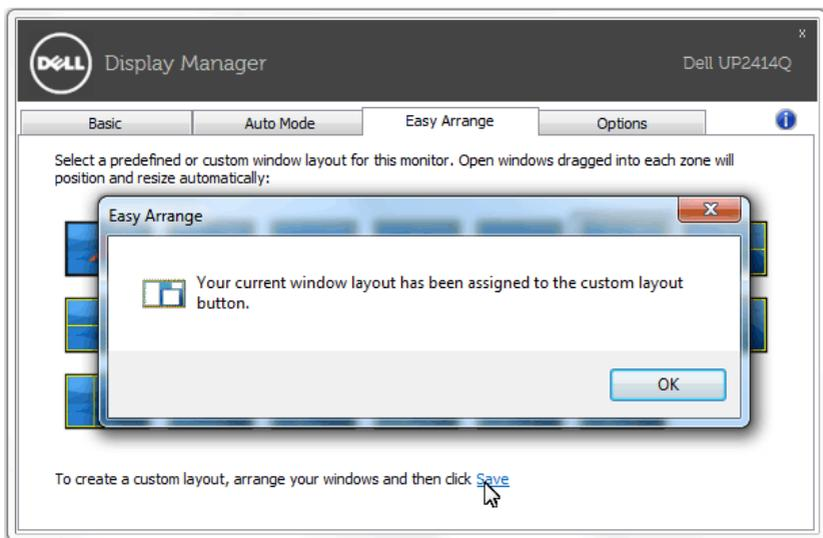 DELL Display Manager Dell UP2414Q
x
Basic Auto Mode Easy Arrange Options i
Select a predefined or custom window layout for this monitor. Open windows dragged into each zone will
position and resize automatically:
Easy Arrange x
Your current window layout has been assigned to the custom layout
button.
OK
To create a custom layout, arrange your windows and then click Save